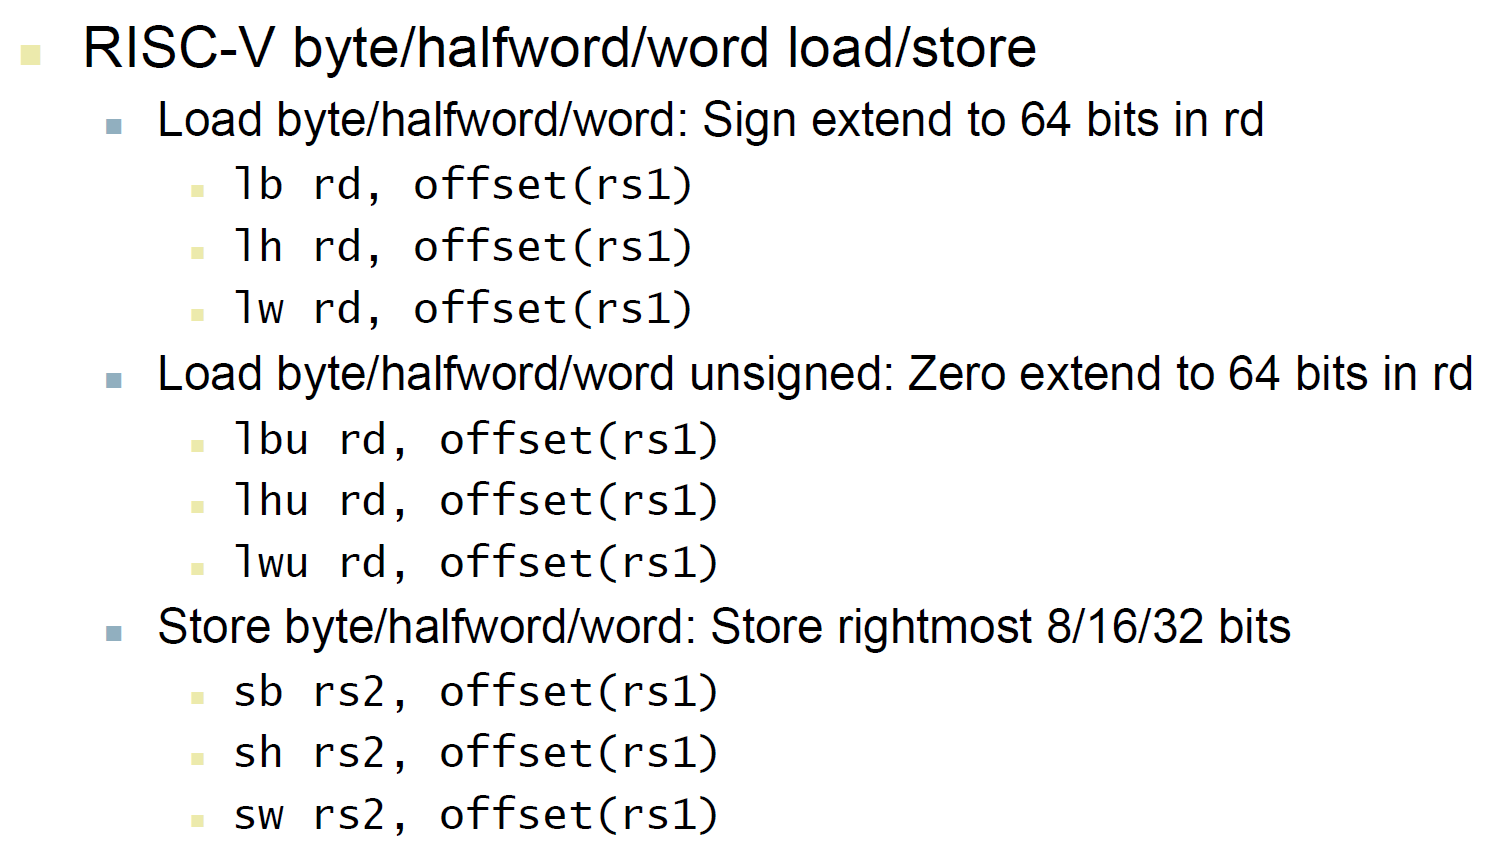 RISC-V byte/halfword/word load/store
Load byte/halfword/word: Sign extend to 64 bits in rd
lb rd, offset(rs1)
lh rd, offset(rs1)
lw rd, offset(rs1)
Load byte/halfword/word unsigned: Zero extend to 64 bits in rd
lbu rd, offset(rs1)
lhu rd, offset(rs1)
lwu rd, offset(rs1)
Store byte/halfword/word: Store rightmost 8/16/32 bits
sb rs2, offset(rs1)
sh rs2, offset(rs1)
sw rs2, offset(rs1)